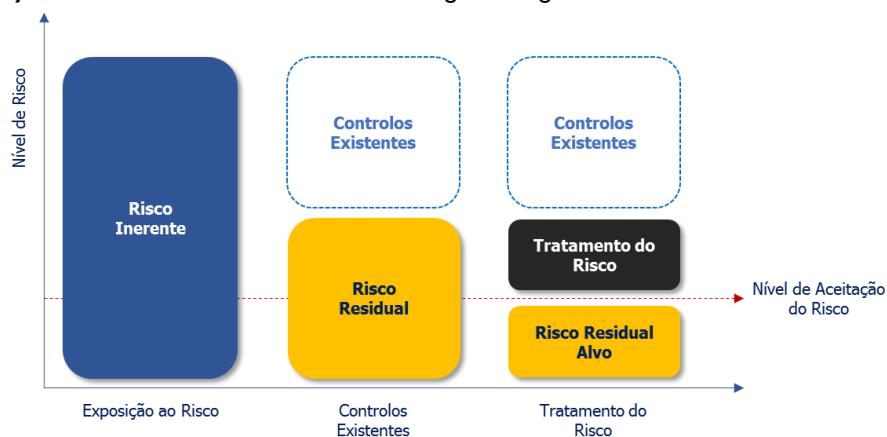 Nível de Risco
Risco
Inerente
Controlos
Existentes
Risco
Residual
Controlos
Existentes
Tratamento do
Risco
Risco Residual
Alvo
Nível de Aceitação
do Risco
Exposição ao Risco
Controlos
Existentes
Tratamento do
Risco